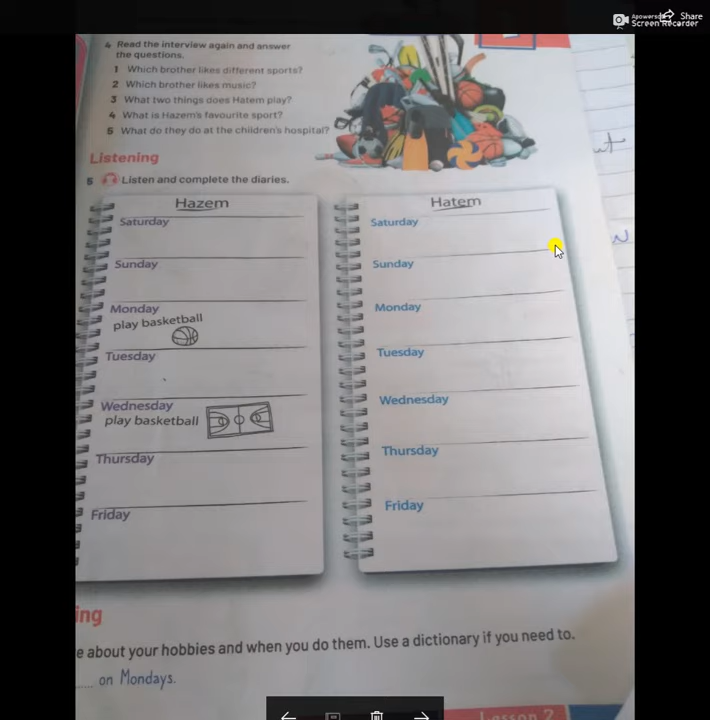 Apowersoft
Screen Recorder
Share
4 Read the interview again and answer
the questions.
1 Which brother likes different sports?
2 Which brother likes music?
3 What two things does Hatem play?
4 What is Hazem's favourite sport?
5 What do they do at the children's hospital?
Listening
5 Listen and complete the diaries.
Hazem
Saturday
Sunday
Monday
play basketball
Tuesday
Wednesday
play basketball
Thursday
Friday
Hatem
Saturday
Sunday
Monday
Tuesday
Wednesday
Thursday
Friday
ing
e about your hobbies and when you do them. Use a dictionary if you need to.
..... on Mondays.
Lesson 2